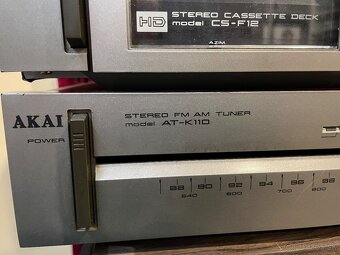 HD STEREO CASSETTE DECK
model CS-F12
AZIM.
AKAI
STEREO FM AM TUNER
model AT-K110
POWER
88 90 92 94 96 98
540 600 700 800